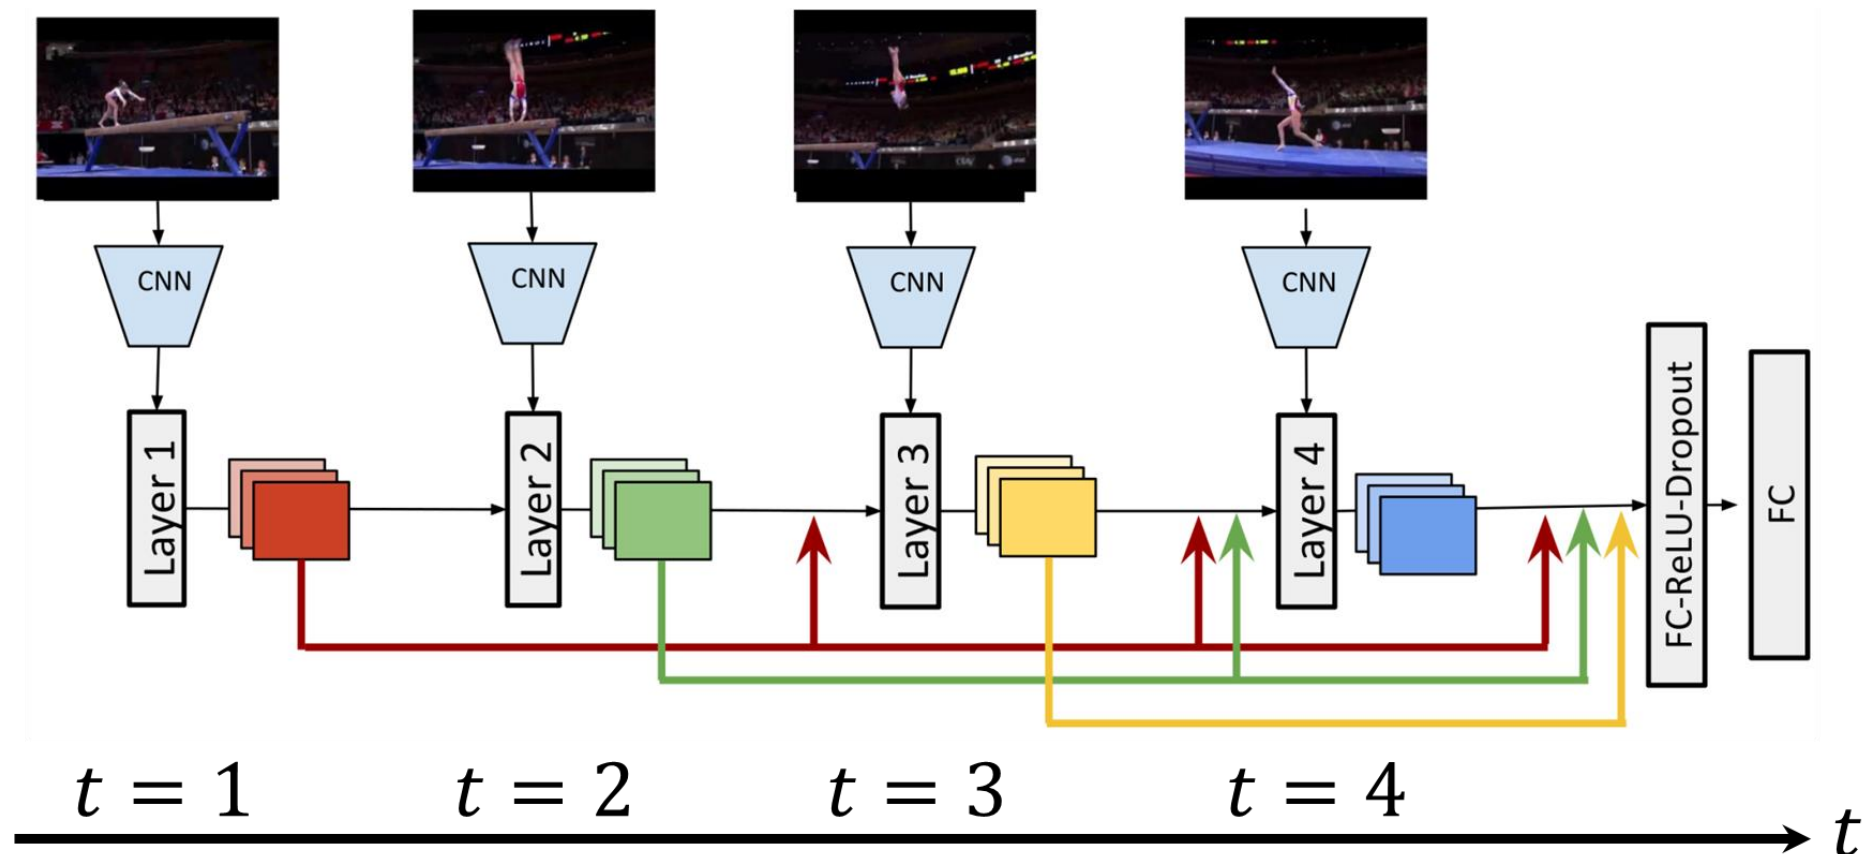 CNN
CNN
CNN
CNN
Layer 1
Layer 2
Layer 3
Layer 4
FC-ReLU-Dropout
FC
t = 1
t = 2
t = 3
t = 4
t